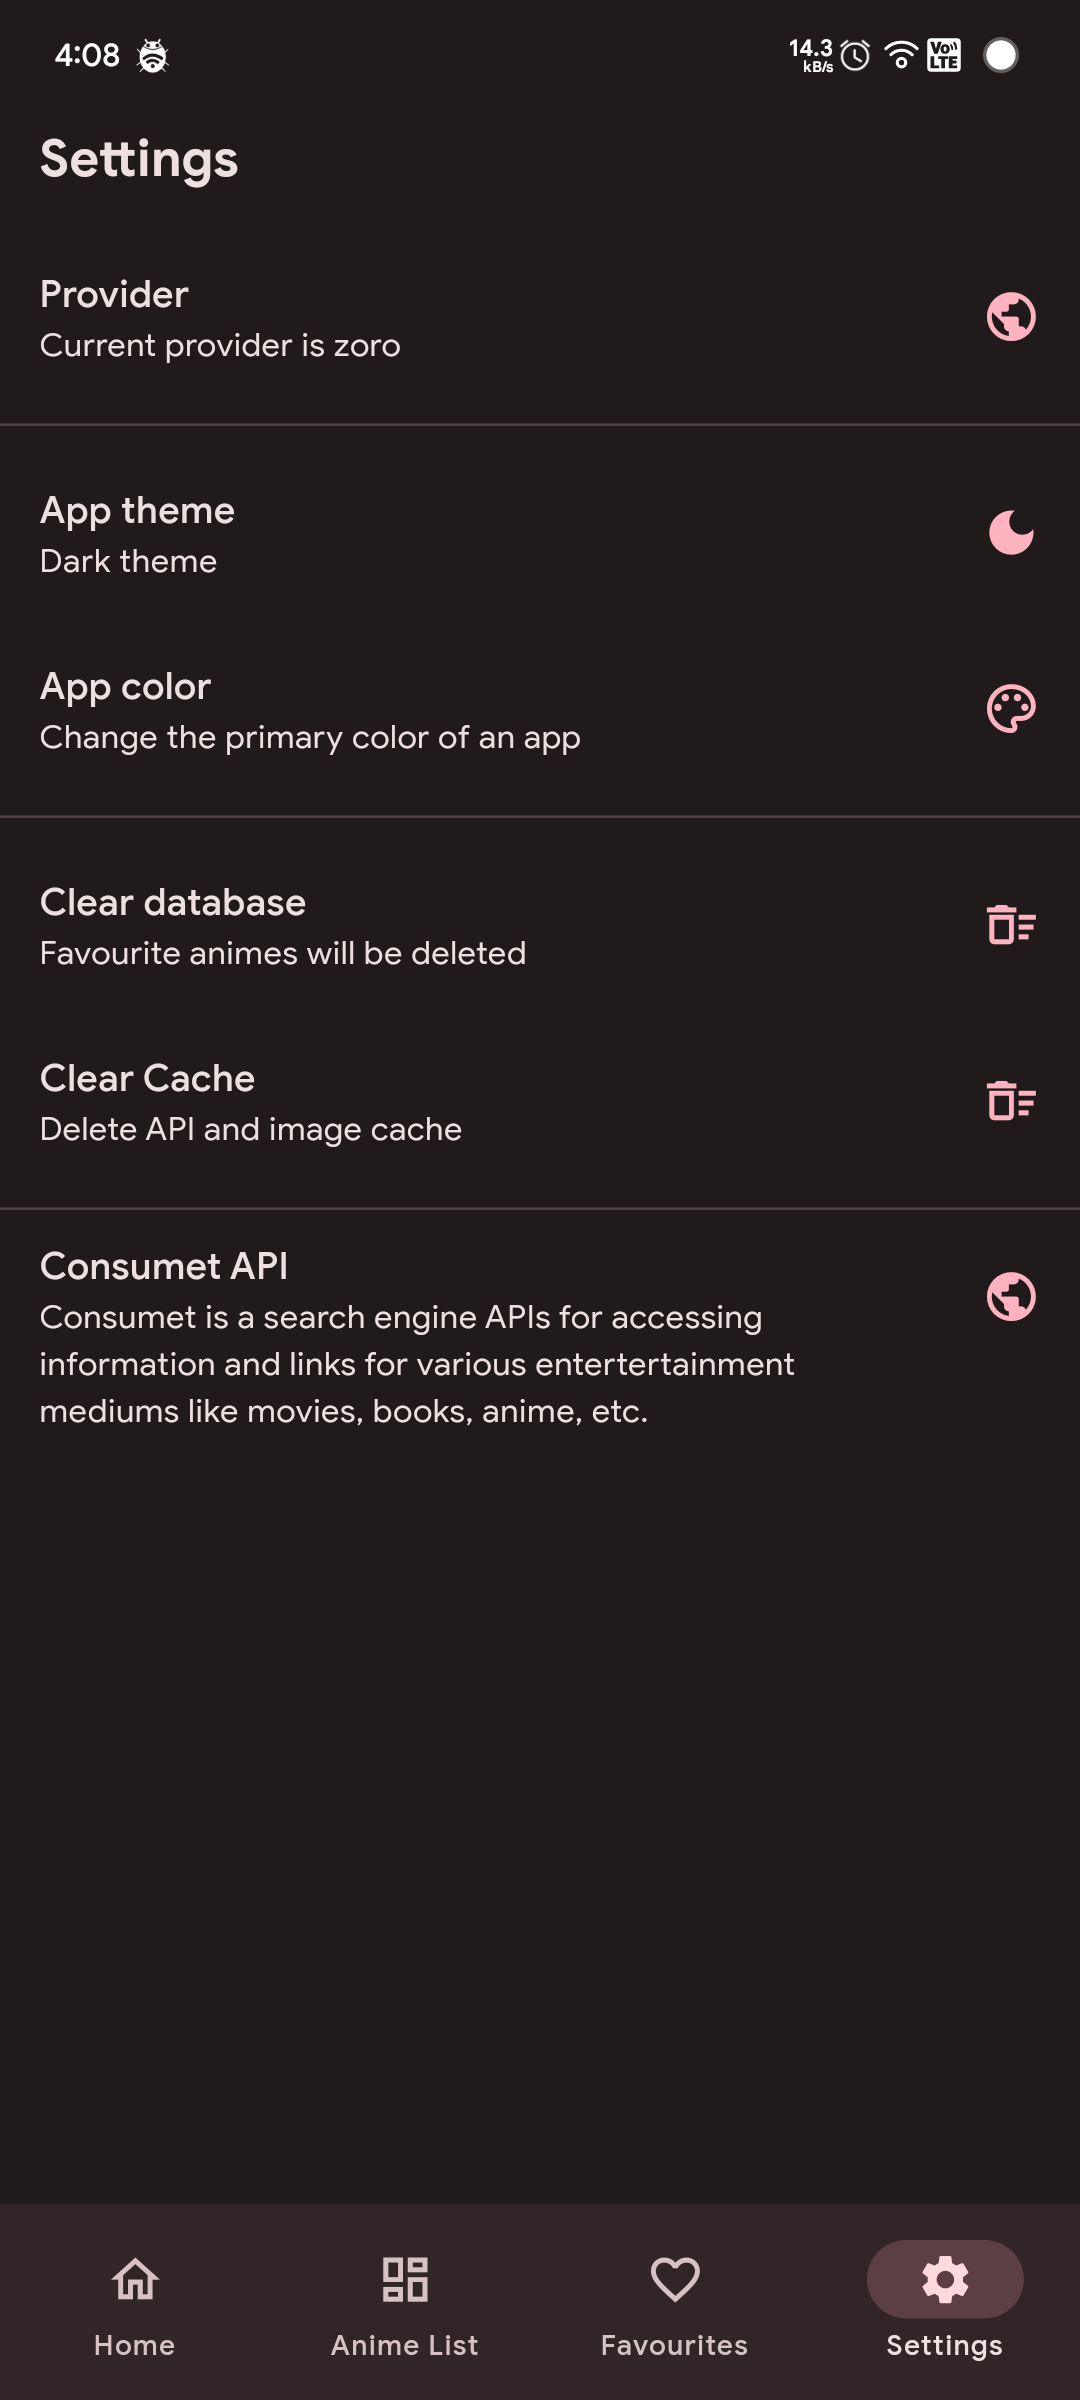 4:08
14.3
kB/s
Vo
LTE
Settings
Provider
Current provider is zoro
App theme
Dark theme
App color
Change the primary color of an app
Clear database
Favourite animes will be deleted
Clear Cache
Delete API and image cache
Consumet API
Consumet is a search engine APIs for accessing
information and links for various entertertainment
mediums like movies, books, anime, etc.
Home
Anime List
Favourites
Settings